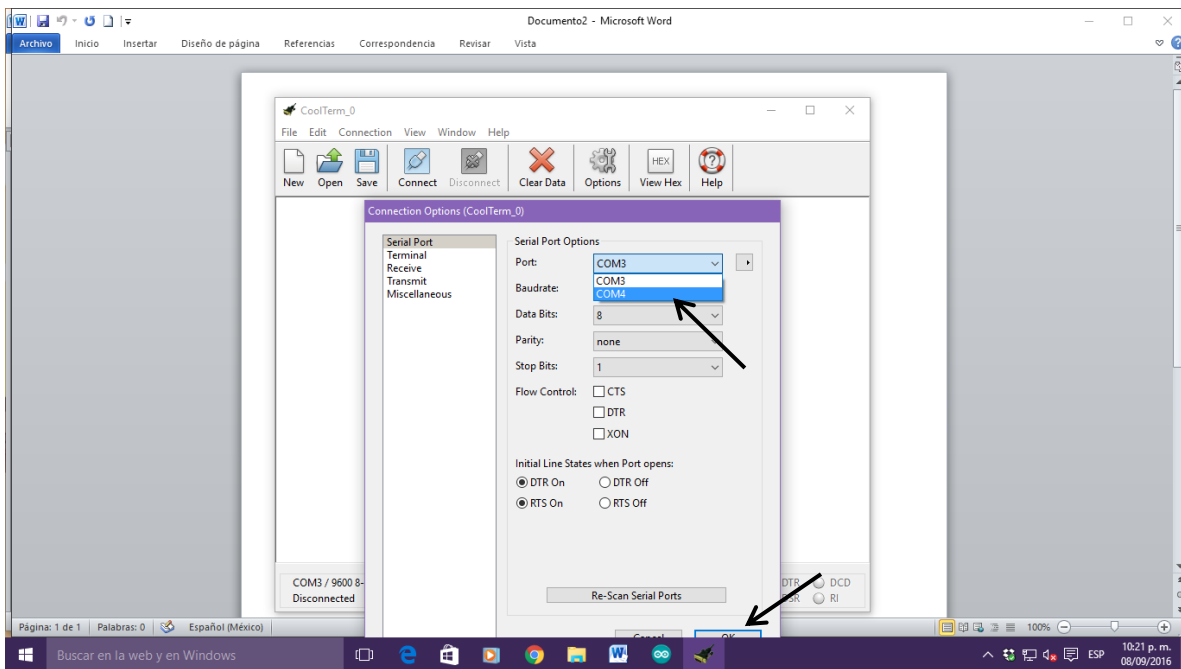 Documento2 - Microsoft Word
Archivo Inicio Insertar Diseño de página Referencias Correspondencia Revisar Vista
CoolTerm_0
File Edit Connection View Window Help
HEX
New Open Save Connect Disconnect Clear Data Options View Hex Help
Connection Options (CoolTerm_0)
Serial Port
Terminal
Receive
Transmit
Miscellaneous
Serial Port Options
Port: COM3
COM3
COM4
Baudrate:
Data Bits: 8
Parity: none
Stop Bits: 1
Flow Control: CTS
DTR
XON
Initial Line States when Port opens:
DTR On DTR Off
RTS On RTS Off
Re-Scan Serial Ports
Cancel OK
COM3 / 9600 8-
Disconnected
DTR DCD
DSR RI
Página: 1 de 1 Palabras: 0 Español (México) 100%
Buscar en la web y en Windows
ESP
10:21 p. m.
08/09/2016